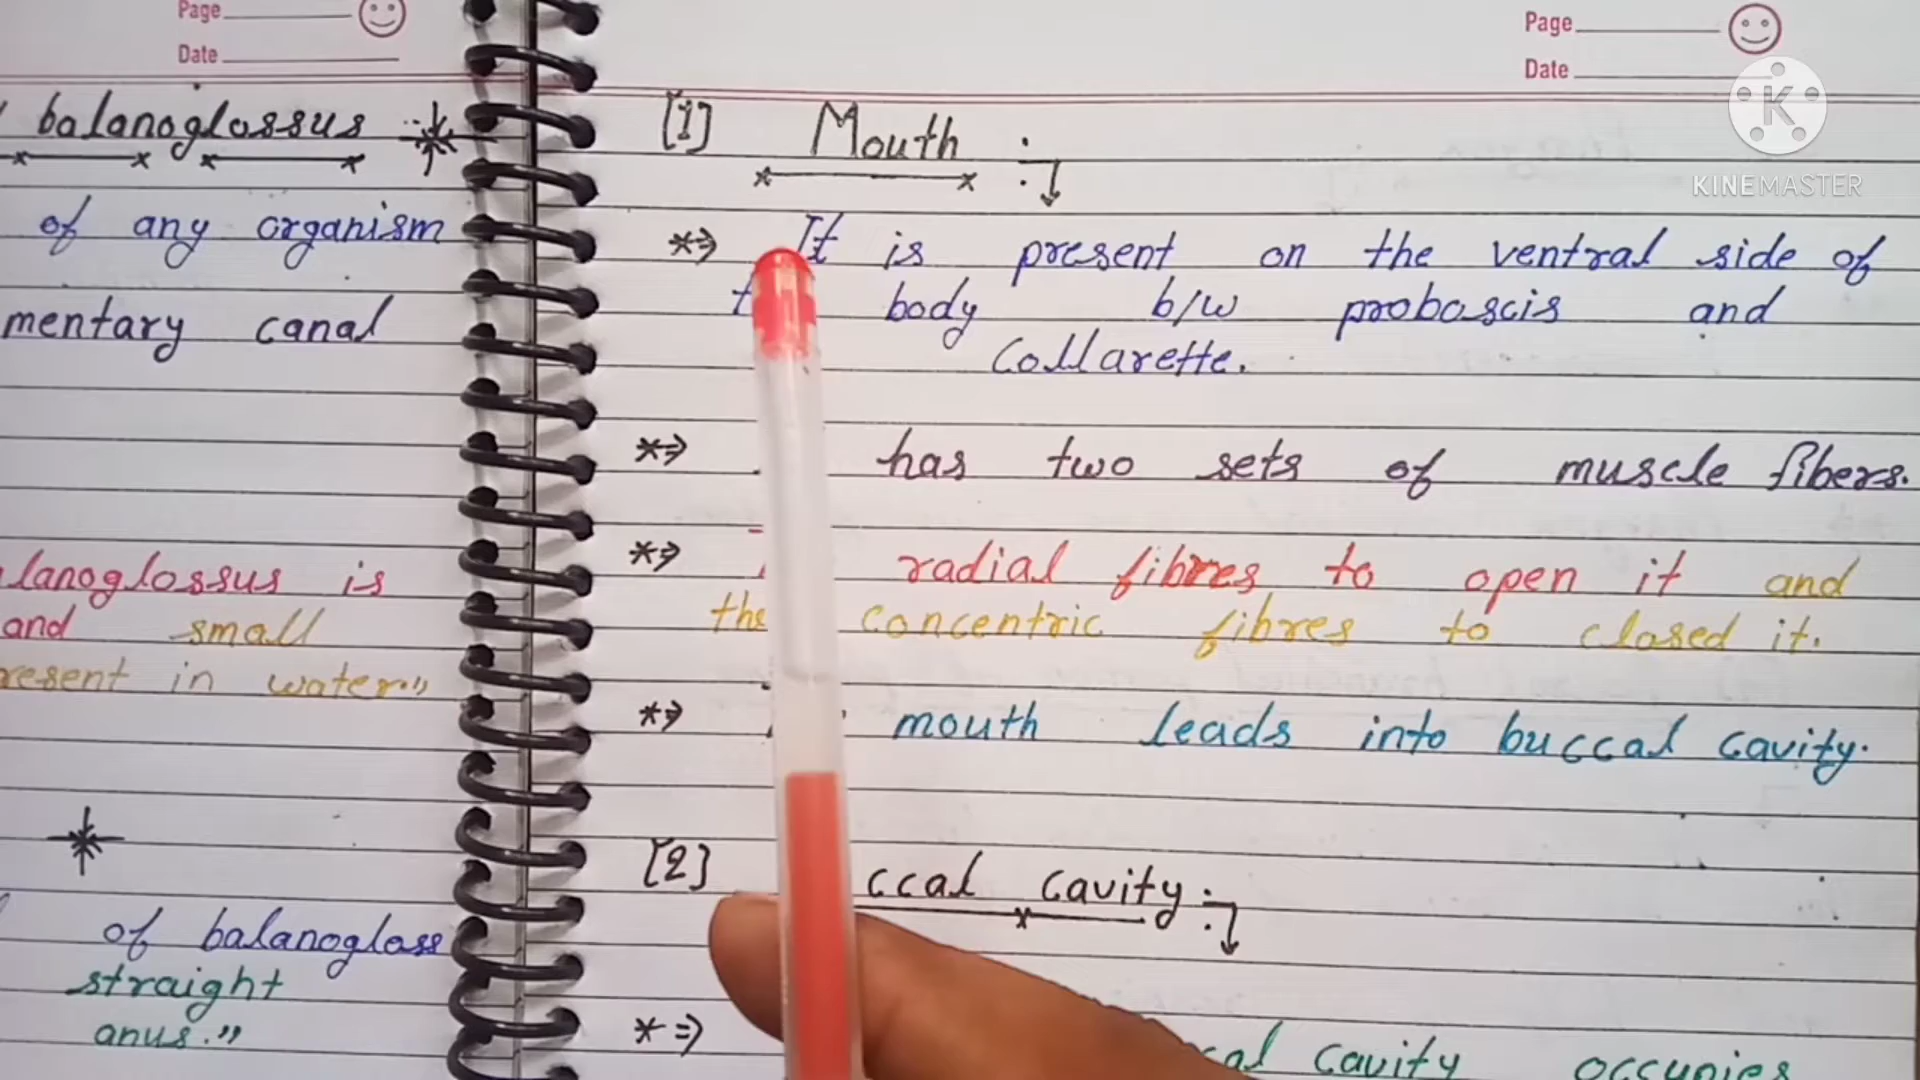 Page
Date
balanoglossus
of any organism
mentary canal
lanoglossus is
and small
resent in water."
of balanogloss
straight
anus."
Page
Date
K
KINEMASTER
[1] Mouth :
*⇒ It is present on the ventral side of
body b/w proboscis and
Collarette.
*⇒ has two sets of muscle fibers.
*⇒ radial fibres to open it and
the concentric fibres to closed it.
*⇒ mouth leads into buccal cavity.
[2] ccal cavity :
*⇒ cal cavity occupies